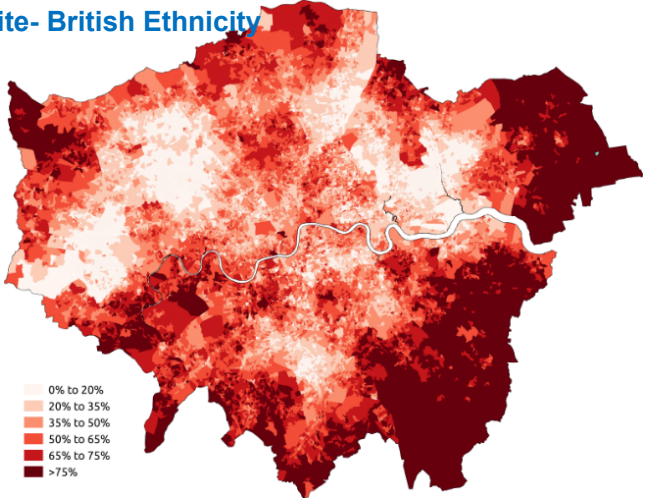 ite- British Ethnicity
0% to 20%
20% to 35%
35% to 50%
50% to 65%
65% to 75%
>75%